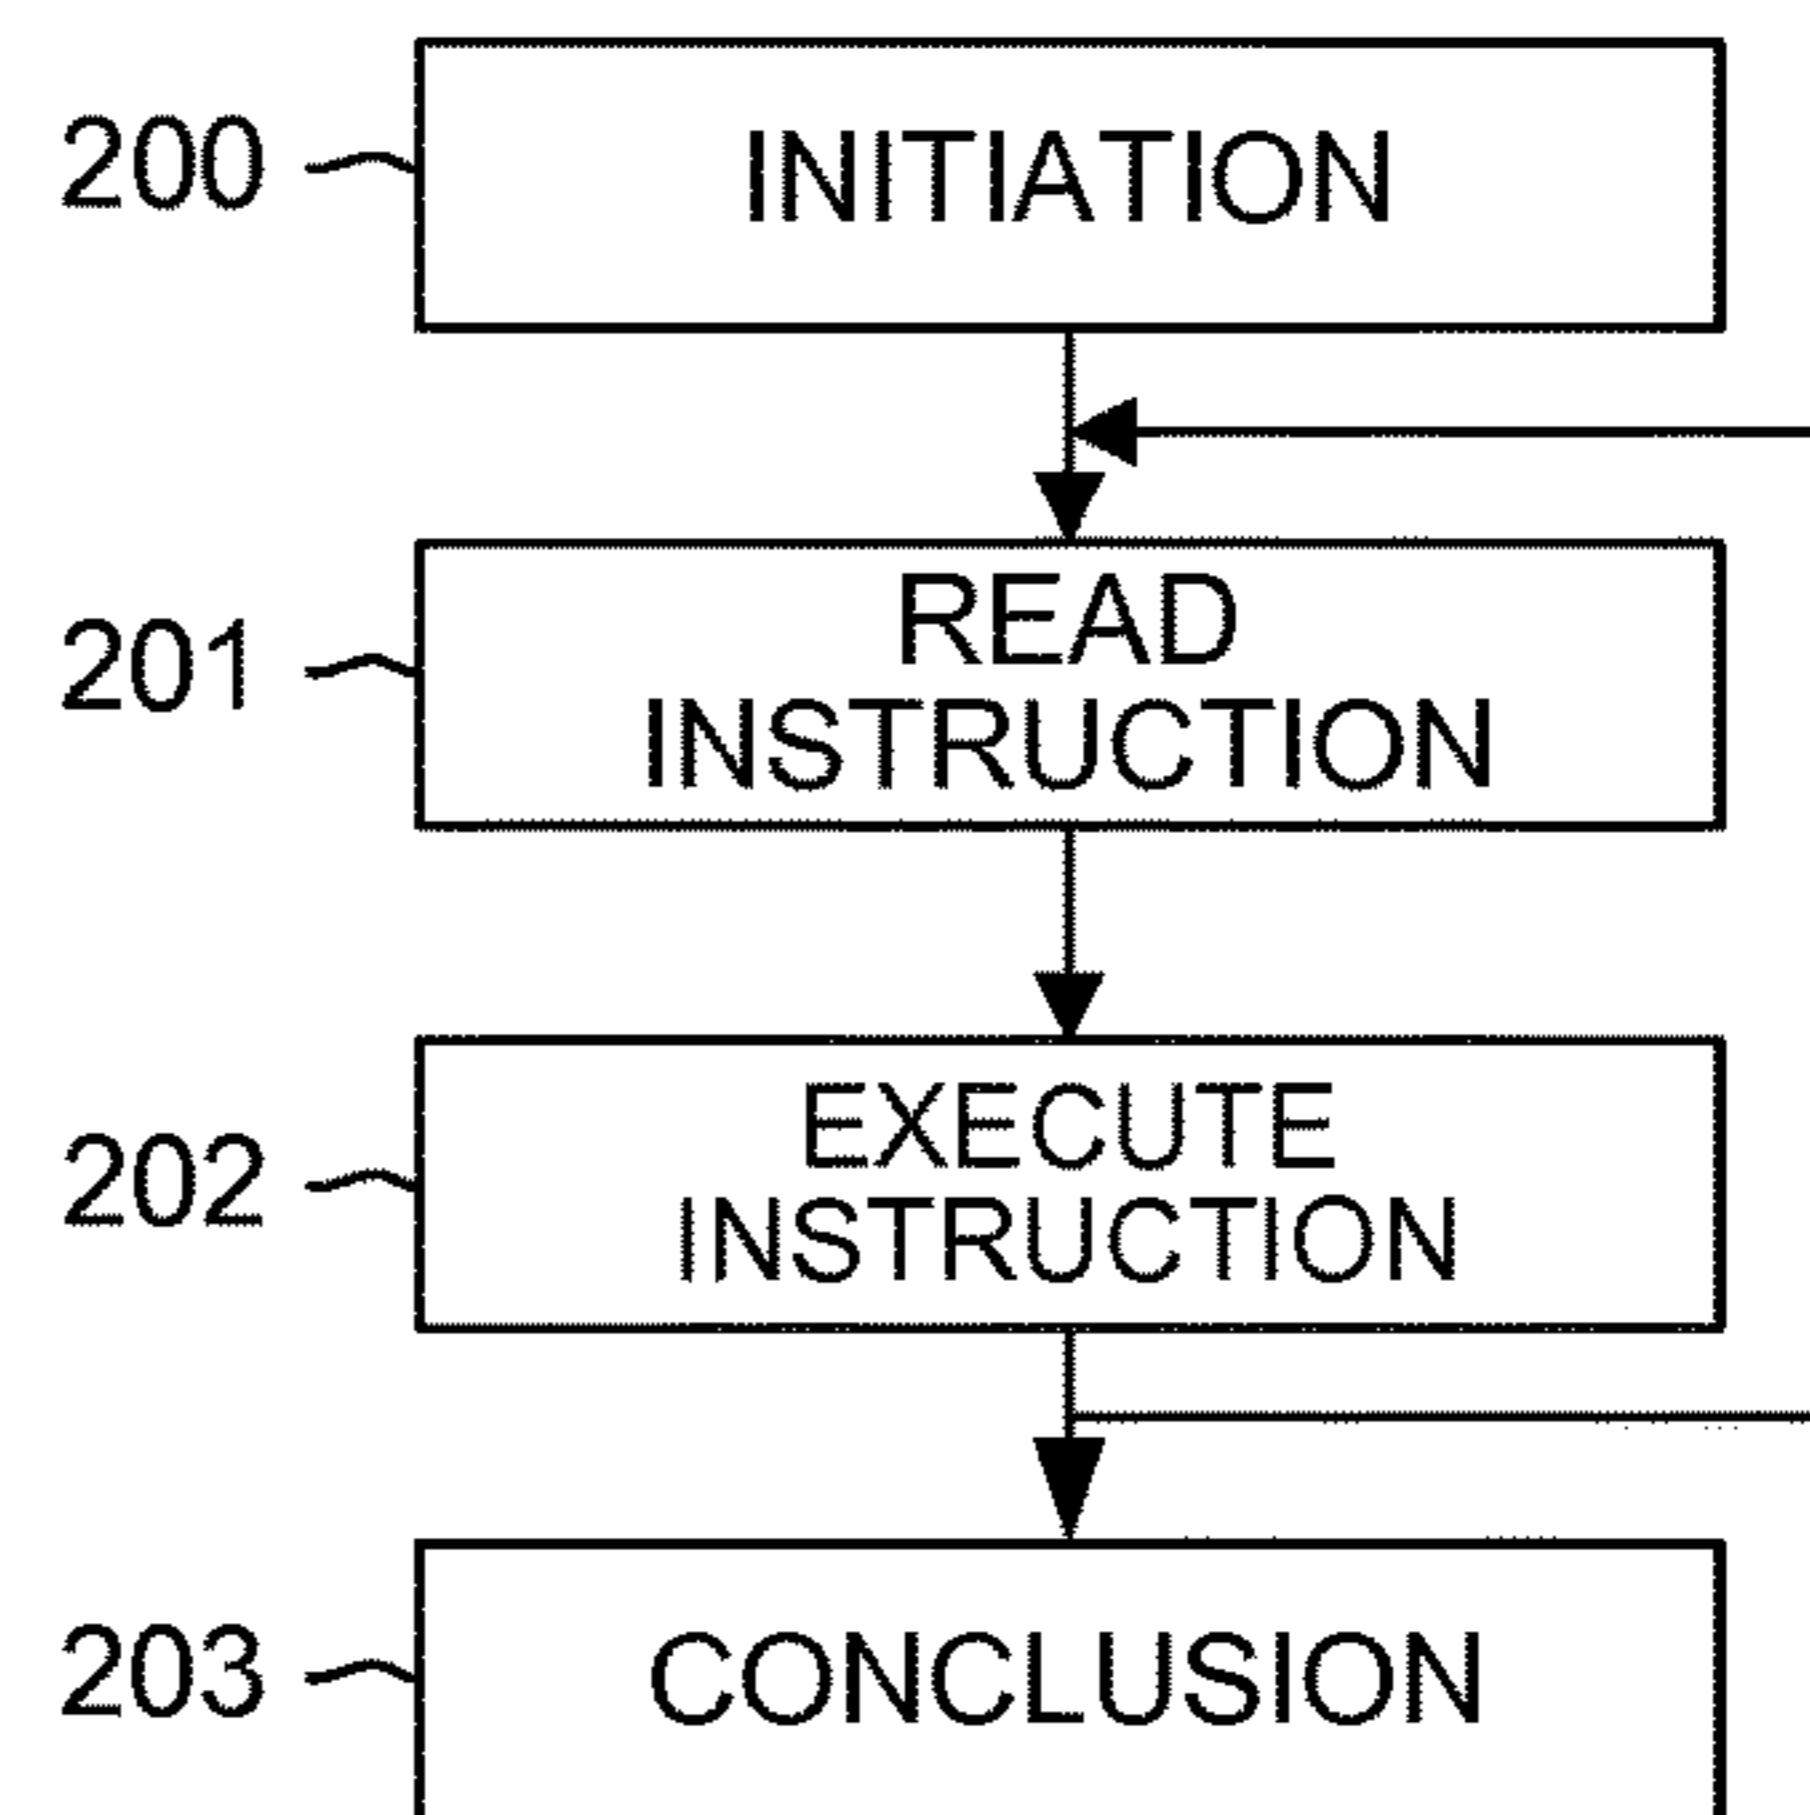 200 INITIATION
201 READ
INSTRUCTION
202 EXECUTE
INSTRUCTION
203 CONCLUSION